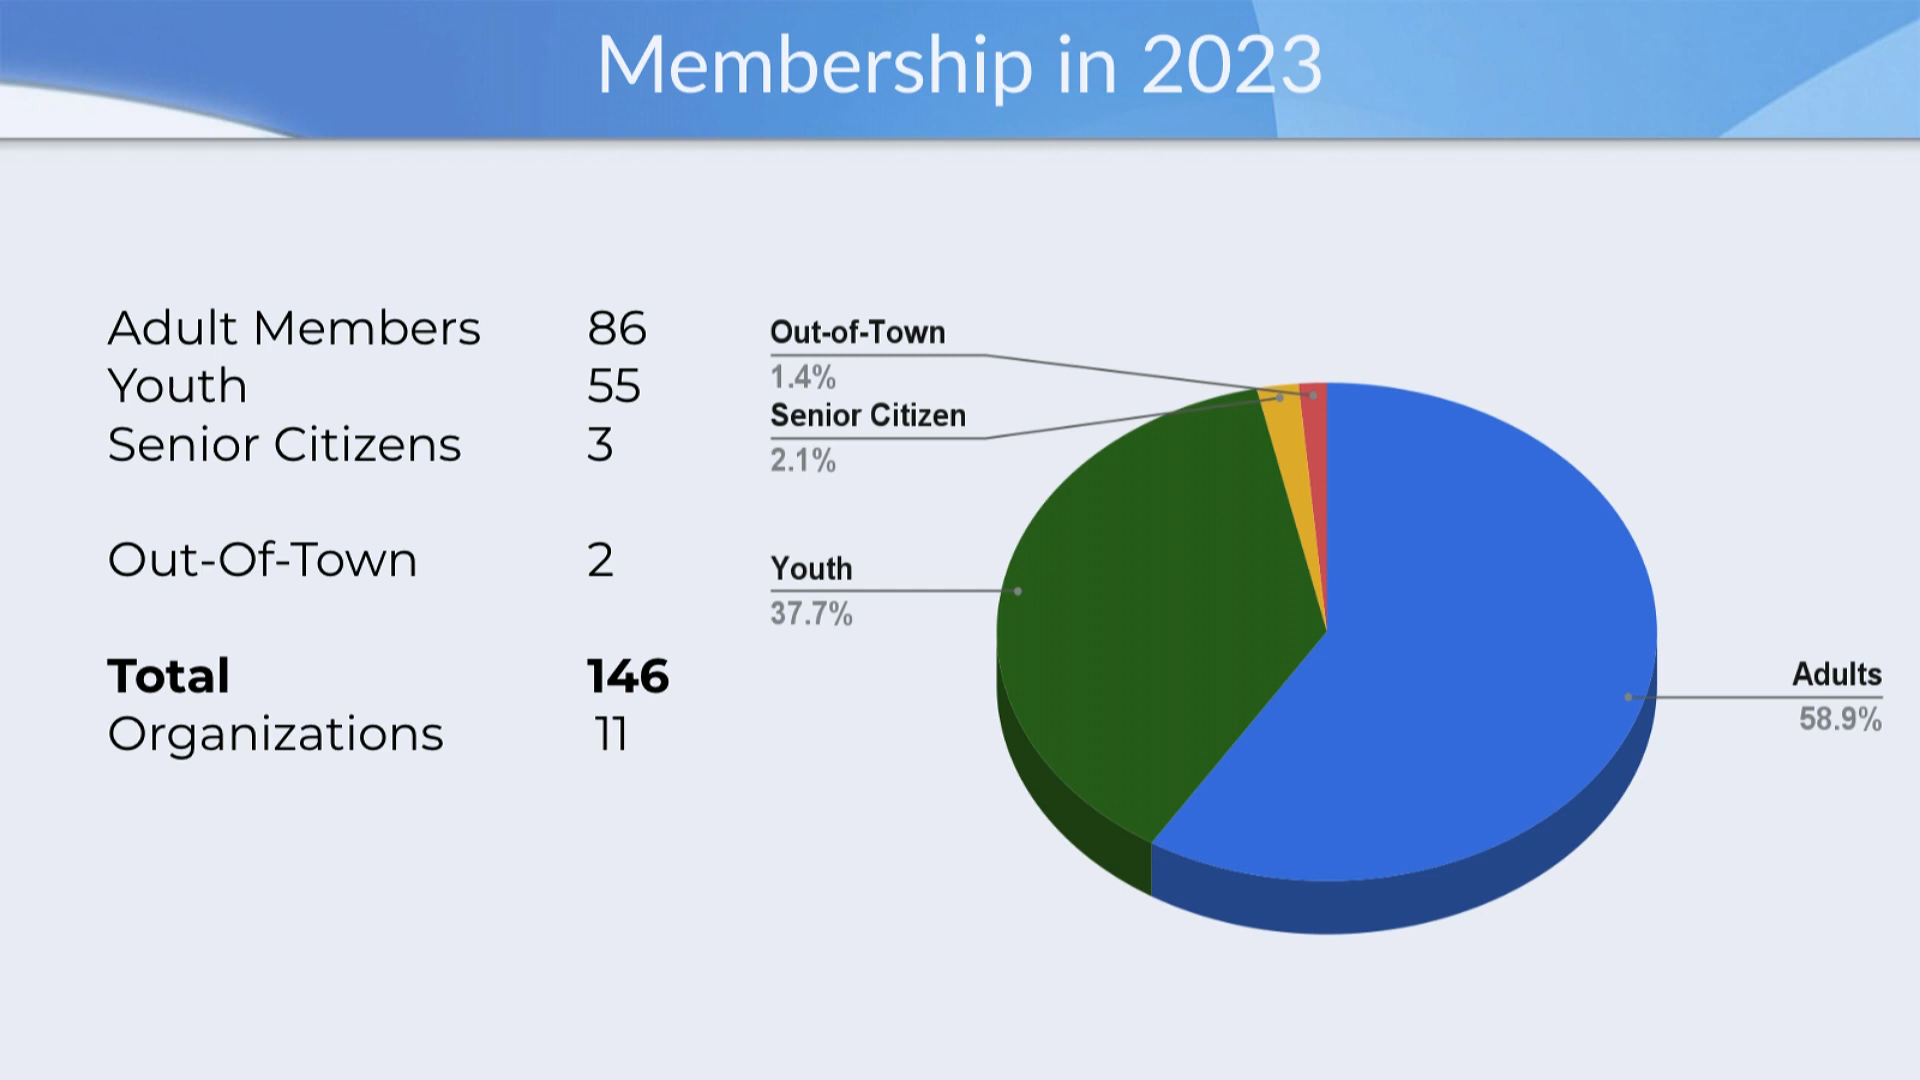 Membership in 2023
Adult Members 86
Youth 55
Senior Citizens 3
Out-Of-Town 2
Total 146
Organizations 11
Out-of-Town
1.4%
Senior Citizen
2.1%
Youth
37.7%
Adults
58.9%